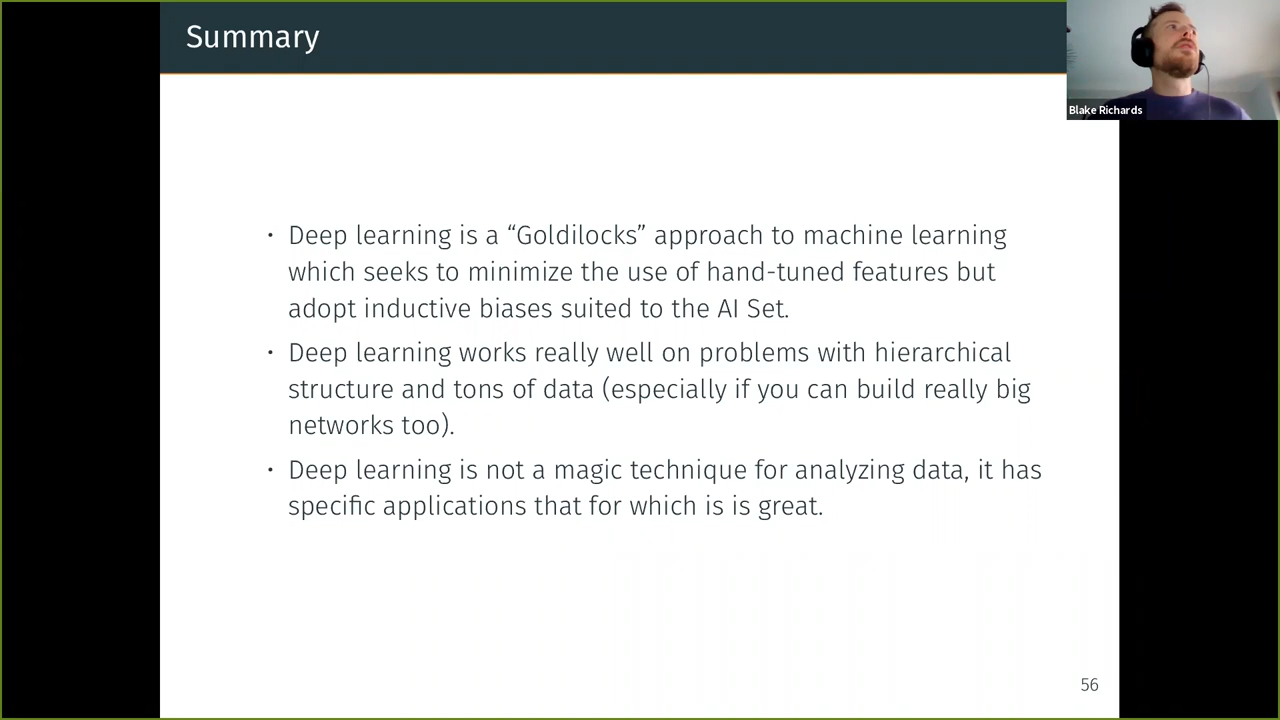 Summary
Blake Richards
• Deep learning is a “Goldilocks” approach to machine learning
which seeks to minimize the use of hand-tuned features but
adopt inductive biases suited to the AI Set.
• Deep learning works really well on problems with hierarchical
structure and tons of data (especially if you can build really big
networks too).
• Deep learning is not a magic technique for analyzing data, it has
specific applications that for which is is great.
56